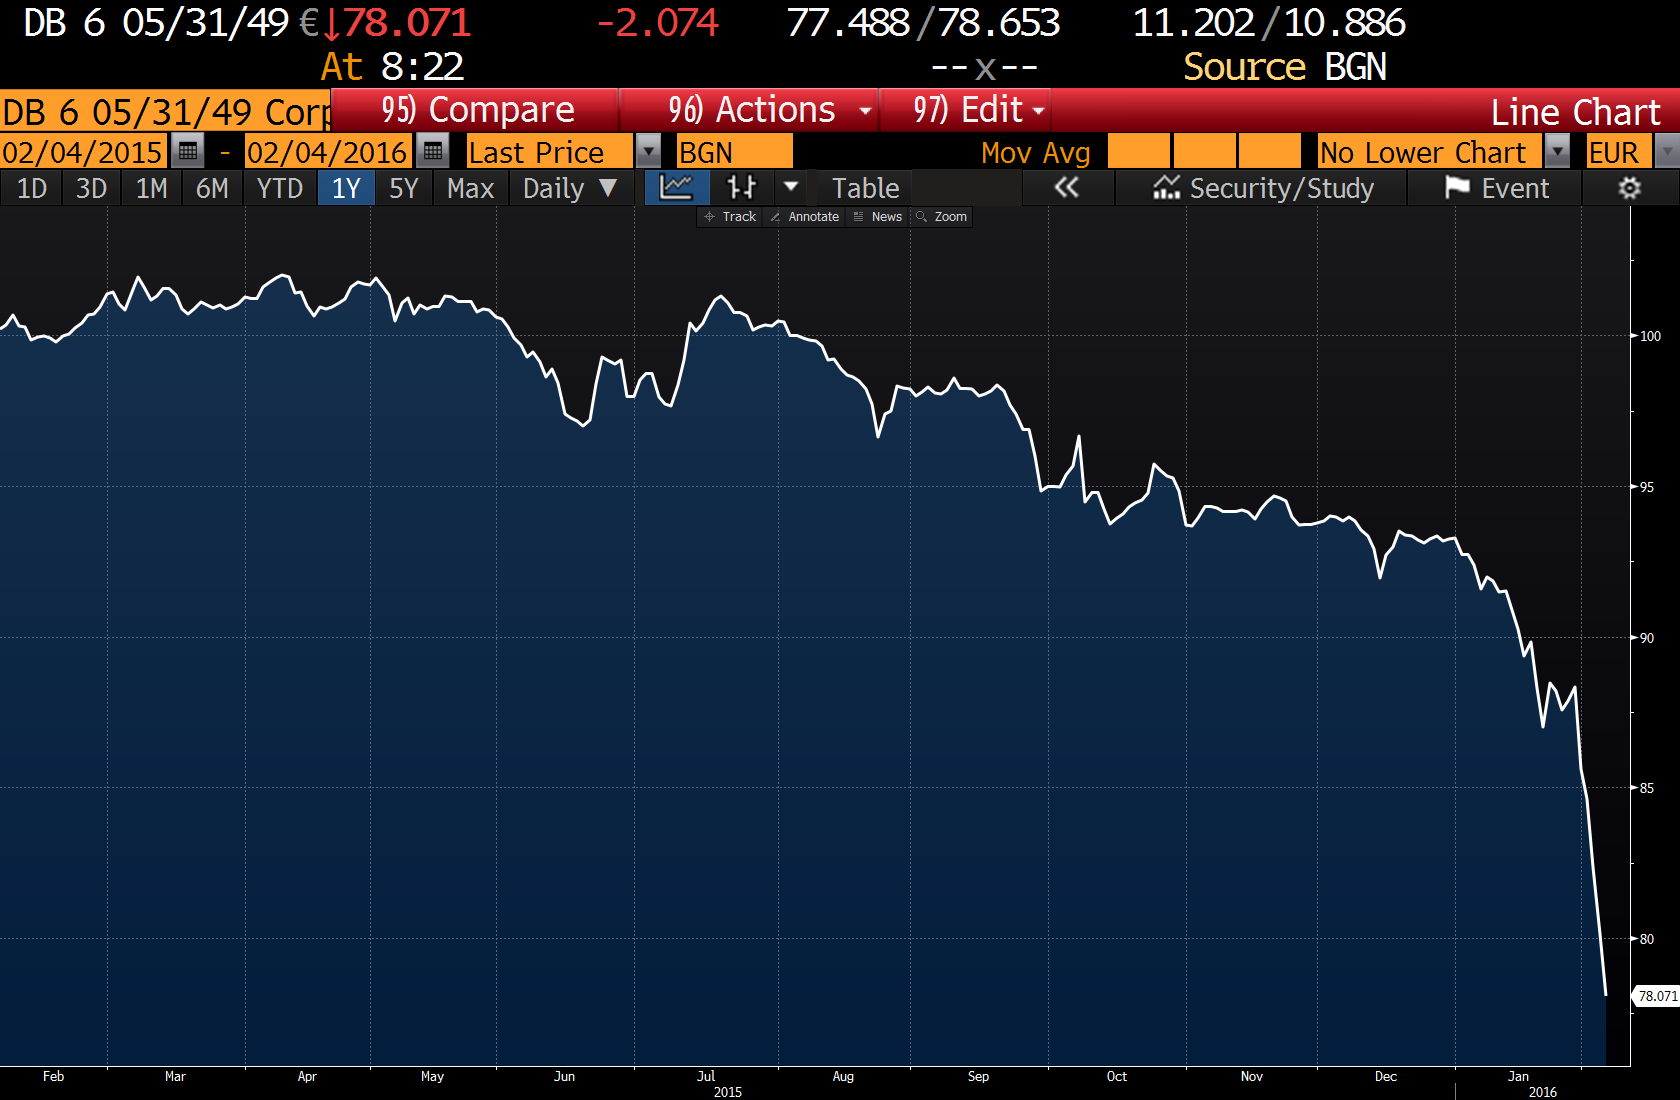 DB 6 05/31/49 €↓78.071 -2.074 77.488/78.653 11.202/10.886
At 8:22 --x-- Source BGN
DB 6 05/31/49 Corp 95) Compare 96) Actions 97) Edit Line Chart
02/04/2015 - 02/04/2016 Last Price BGN Mov Avg No Lower Chart EUR
1D 3D 1M 6M YTD 1Y 5Y Max Daily ▼ Table « Security/Study Event
Track Annotate News Zoom
100
95
90
85
80
78.071
Feb Mar Apr May Jun Jul Aug Sep Oct Nov Dec Jan
2015 2016